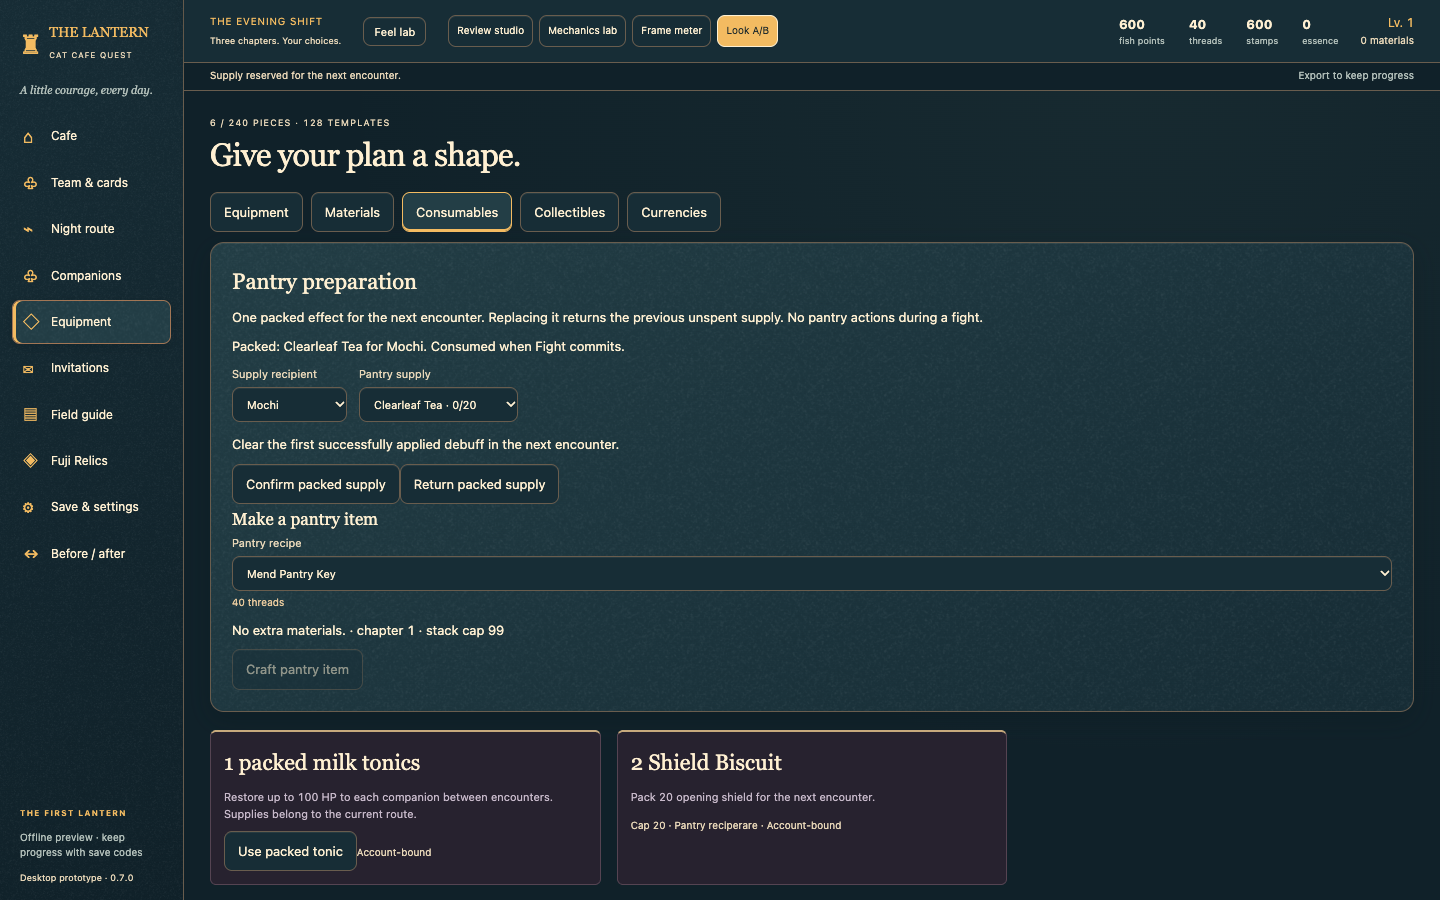 THE LANTERN
CAT CAFE QUEST
A little courage, every day.
Cafe
Team & cards
Night route
Companions
Equipment
Invitations
Field guide
Fuji Relics
Save & settings
Before / after
THE FIRST LANTERN
Offline preview · keep
progress with save codes
Desktop prototype · 0.7.0
THE EVENING SHIFT
Three chapters. Your choices.
Feel lab
Review studio
Mechanics lab
Frame meter
Look A/B
600 fish points
40 threads
600 stamps
0 essence
Lv. 1
0 materials
Supply reserved for the next encounter.
Export to keep progress
6 / 240 PIECES · 128 TEMPLATES
Give your plan a shape.
Equipment
Materials
Consumables
Collectibles
Currencies
Pantry preparation
One packed effect for the next encounter. Replacing it returns the previous unspent supply. No pantry actions during a fight.
Packed: Clearleaf Tea for Mochi. Consumed when Fight commits.
Supply recipient
Pantry supply
Mochi
Clearleaf Tea · 0/20
Clear the first successfully applied debuff in the next encounter.
Confirm packed supply
Return packed supply
Make a pantry item
Pantry recipe
Mend Pantry Key
40 threads
No extra materials. · chapter 1 · stack cap 99
Craft pantry item
1 packed milk tonics
Restore up to 100 HP to each companion between encounters.
Supplies belong to the current route.
Use packed tonic
Account-bound
2 Shield Biscuit
Pack 20 opening shield for the next encounter.
Cap 20 · Pantry reciperare · Account-bound